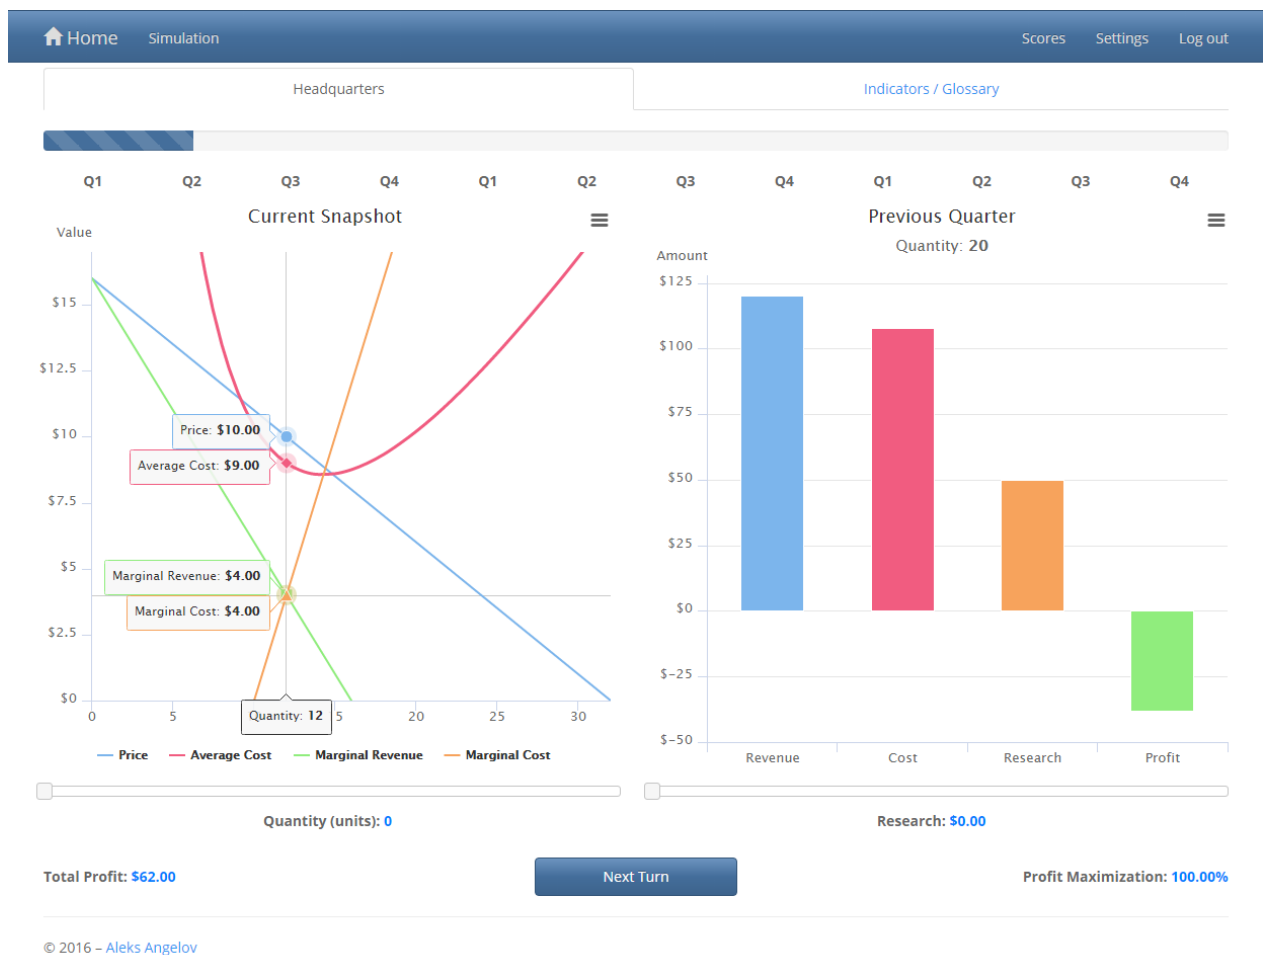 Home Simulation Scores Settings Log out
Headquarters Indicators / Glossary
Q1 Q2 Q3 Q4 Q1 Q2 Q3 Q4 Q1 Q2 Q3 Q4
Current Snapshot
Value
$15
$12.5
$10
$7.5
$5
$2.5
$0
Price: $10.00
Average Cost: $9.00
Marginal Revenue: $4.00
Marginal Cost: $4.00
Quantity: 12
0 5 5 20 25 30
Price Average Cost Marginal Revenue Marginal Cost
Quantity (units): 0
Previous Quarter
Quantity: 20
Amount
$125
$100
$75
$50
$25
$0
$-25
$-50
Revenue Cost Research Profit
Research: $0.00
Total Profit: $62.00 Next Turn Profit Maximization: 100.00%
© 2016 – Aleks Angelov